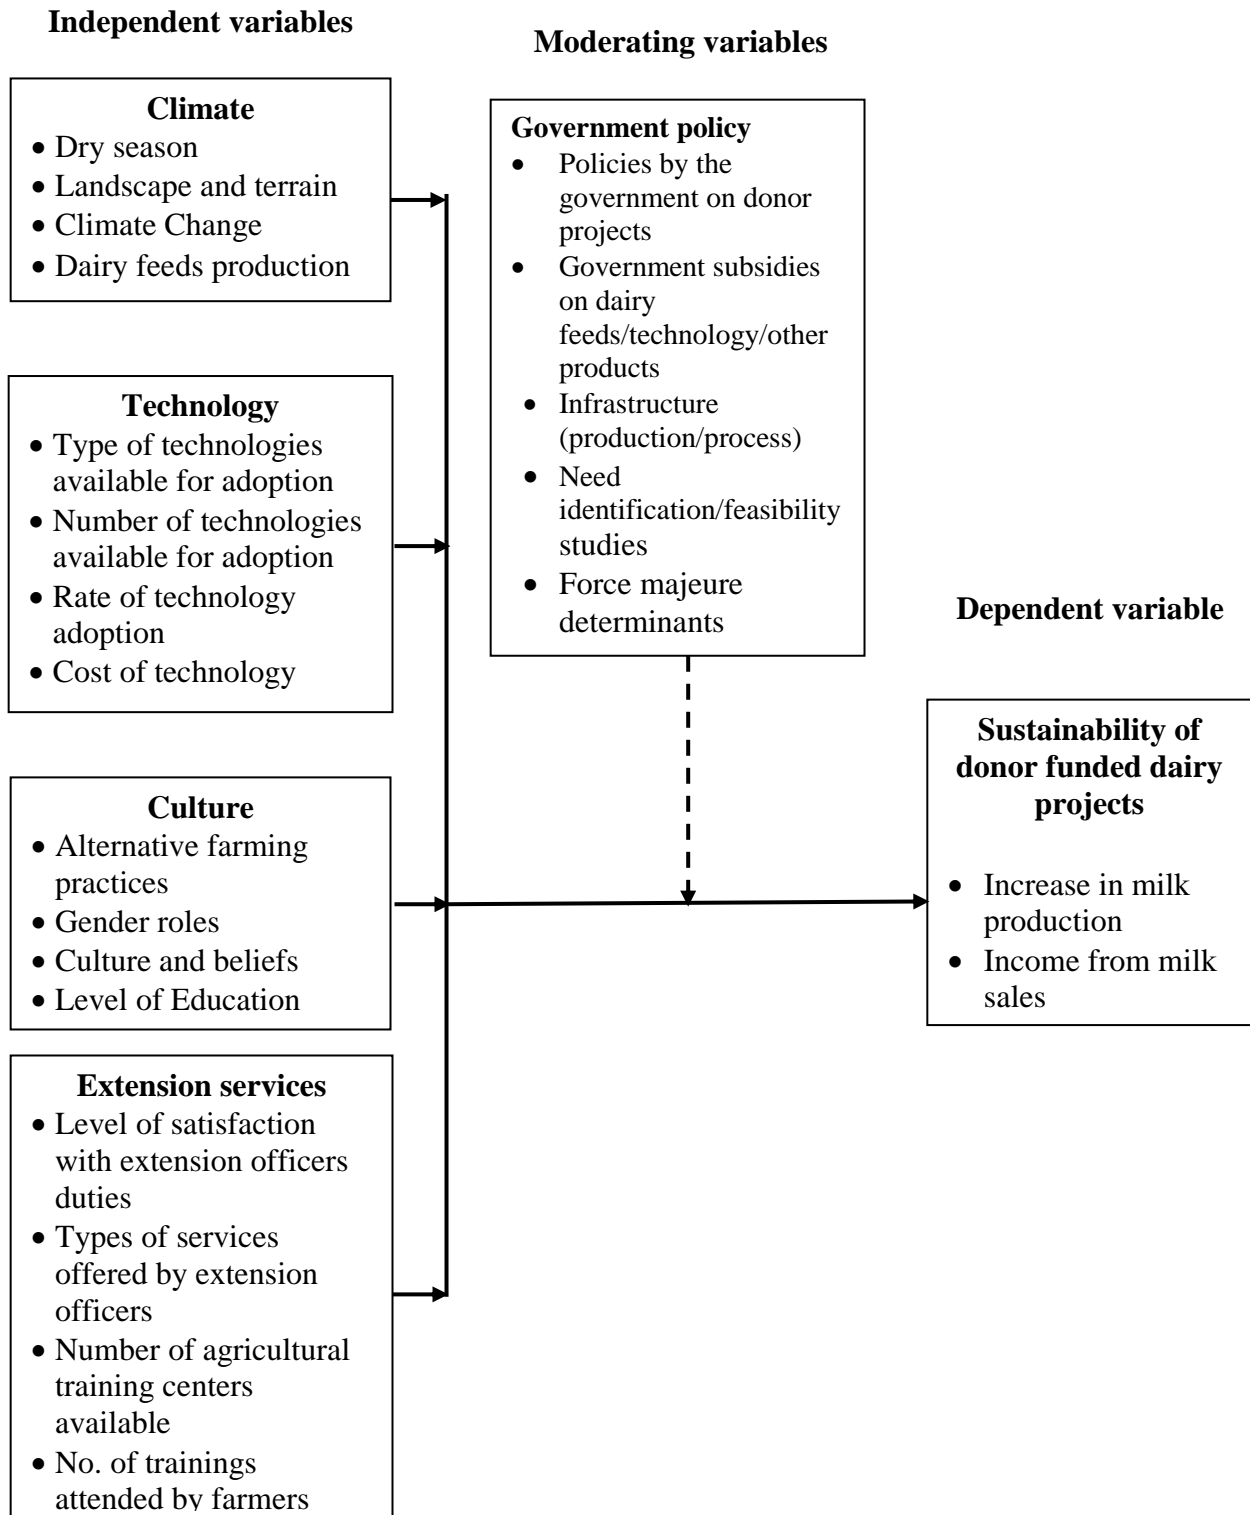 Independent variables
Climate
• Dry season
• Landscape and terrain
• Climate Change
• Dairy feeds production
Technology
• Type of technologies
available for adoption
• Number of technologies
available for adoption
• Rate of technology
adoption
• Cost of technology
Culture
• Alternative farming
practices
• Gender roles
• Culture and beliefs
• Level of Education
Extension services
• Level of satisfaction
with extension officers
duties
• Types of services
offered by extension
officers
• Number of agricultural
training centers
available
• No. of trainings
attended by farmers
Moderating variables
Government policy
• Policies by the
government on donor
projects
• Government subsidies
on dairy
feeds/technology/other
products
• Infrastructure
(production/process)
• Need
identification/feasibility
studies
• Force majeure
determinants
Dependent variable
Sustainability of
donor funded dairy
projects
• Increase in milk
production
• Income from milk
sales